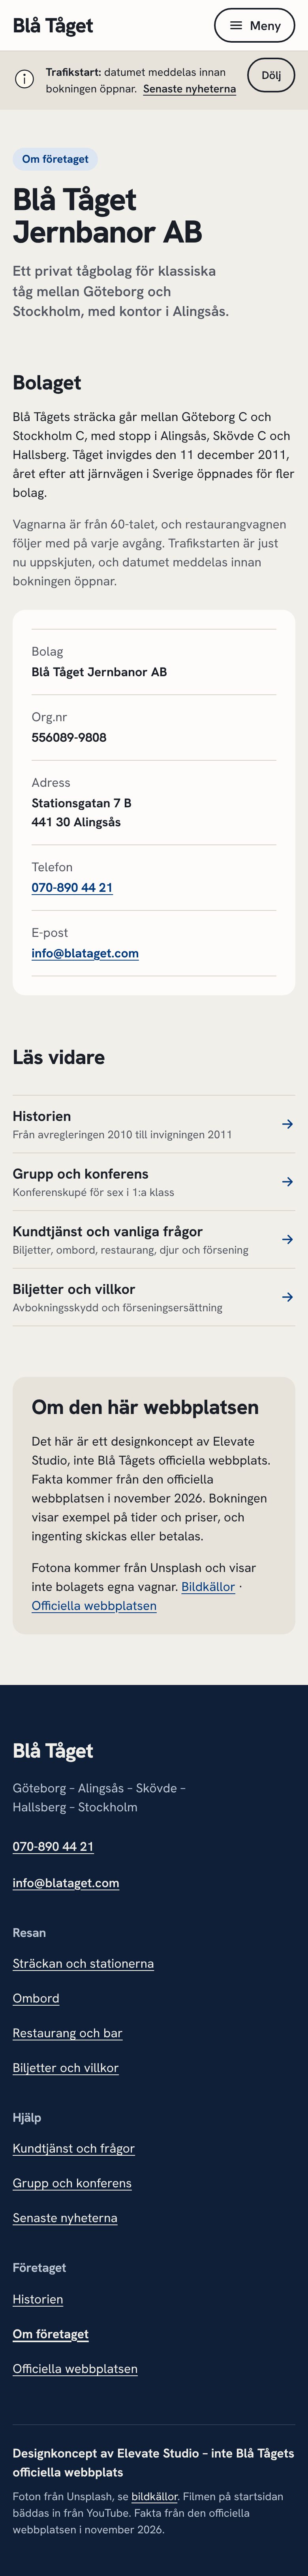 Blå Tåget
Meny
Trafikstart: datumet meddelas innan
bokningen öppnar. Senaste nyheterna
Dölj
Om företaget
Blå Tåget
Jernbanor AB
Ett privat tågbolag för klassiska
tåg mellan Göteborg och
Stockholm, med kontor i Alingsås.
Bolaget
Blå Tågets sträcka går mellan Göteborg C och
Stockholm C, med stopp i Alingsås, Skövde C och
Hallsberg. Tåget invigdes den 11 december 2011,
året efter att järnvägen i Sverige öppnades för fler
bolag.
Vagnarna är från 60-talet, och restaurangvagnen
följer med på varje avgång. Trafikstarten är just
nu uppskjuten, och datumet meddelas innan
bokningen öppnar.
Bolag
Blå Tåget Jernbanor AB
Org.nr
556089-9808
Adress
Stationsgatan 7 B
441 30 Alingsås
Telefon
070-890 44 21
E-post
info@blataget.com
Läs vidare
Historien
Från avregleringen 2010 till invigningen 2011
Grupp och konferens
Konferenskupé för sex i 1:a klass
Kundtjänst och vanliga frågor
Biljetter, ombord, restaurang, djur och försening
Biljetter och villkor
Avbokningsskydd och förseningsersättning
Om den här webbplatsen
Det här är ett designkoncept av Elevate
Studio, inte Blå Tågets officiella webbplats.
Fakta kommer från den officiella
webbplatsen i november 2026. Bokningen
visar exempel på tider och priser, och
ingenting skickas eller betalas.
Fotona kommer från Unsplash och visar
inte bolagets egna vagnar. Bildkällor ·
Officiella webbplatsen
Blå Tåget
Göteborg – Alingsås – Skövde –
Hallsberg – Stockholm
070-890 44 21
info@blataget.com
Resan
Sträckan och stationerna
Ombord
Restaurang och bar
Biljetter och villkor
Hjälp
Kundtjänst och frågor
Grupp och konferens
Senaste nyheterna
Företaget
Historien
Om företaget
Officiella webbplatsen
Designkoncept av Elevate Studio – inte Blå Tågets
officiella webbplats
Foton från Unsplash, se bildkällor. Filmen på startsidan
bäddas in från YouTube. Fakta från den officiella
webbplatsen i november 2026.